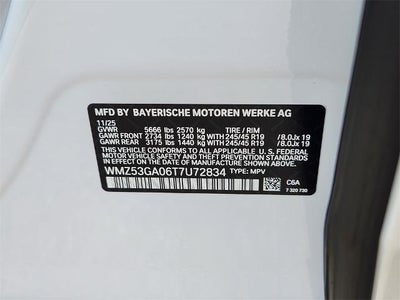 MFD BY BAYERISCHE MOTOREN WERKE AG
11/25
GVWR 5666 lbs 2570 kg TIRE / RIM
GAWR FRONT 2734 lbs 1240 KG WITH 245/45 R19 /8.0Jx 19
GAWR REAR 3175 lbs 1440 KG WITH 245/45 R19 /8.0Jx 19
THIS VEHICLE CONFORMS TO ALL APPLICABLE FEDERAL MOTOR VEHICLE SAFETY,
BUMPER, AND THEFT PREVENTION STANDARDS IN EFFECT ON THE DATE OF MANUFACTURE SHOWN ABOVE.
WMZ53GA06T7U72834 TYPE: MPV
C6A
7 320 730